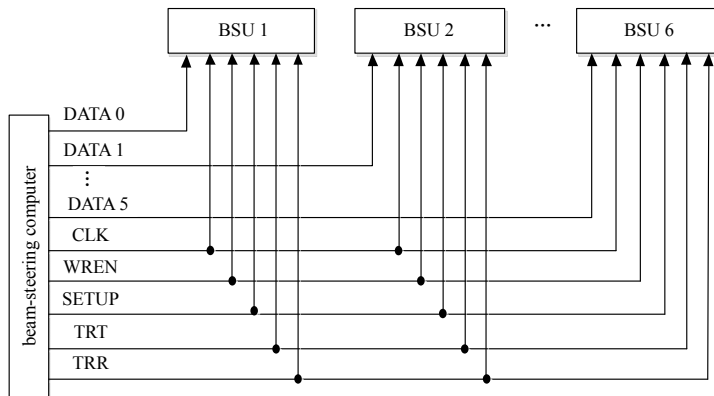 BSU 1
BSU 2
...
BSU 6
DATA 0
DATA 1
...
DATA 5
CLK
WREN
SETUP
TRT
TRR
beam-steering computer